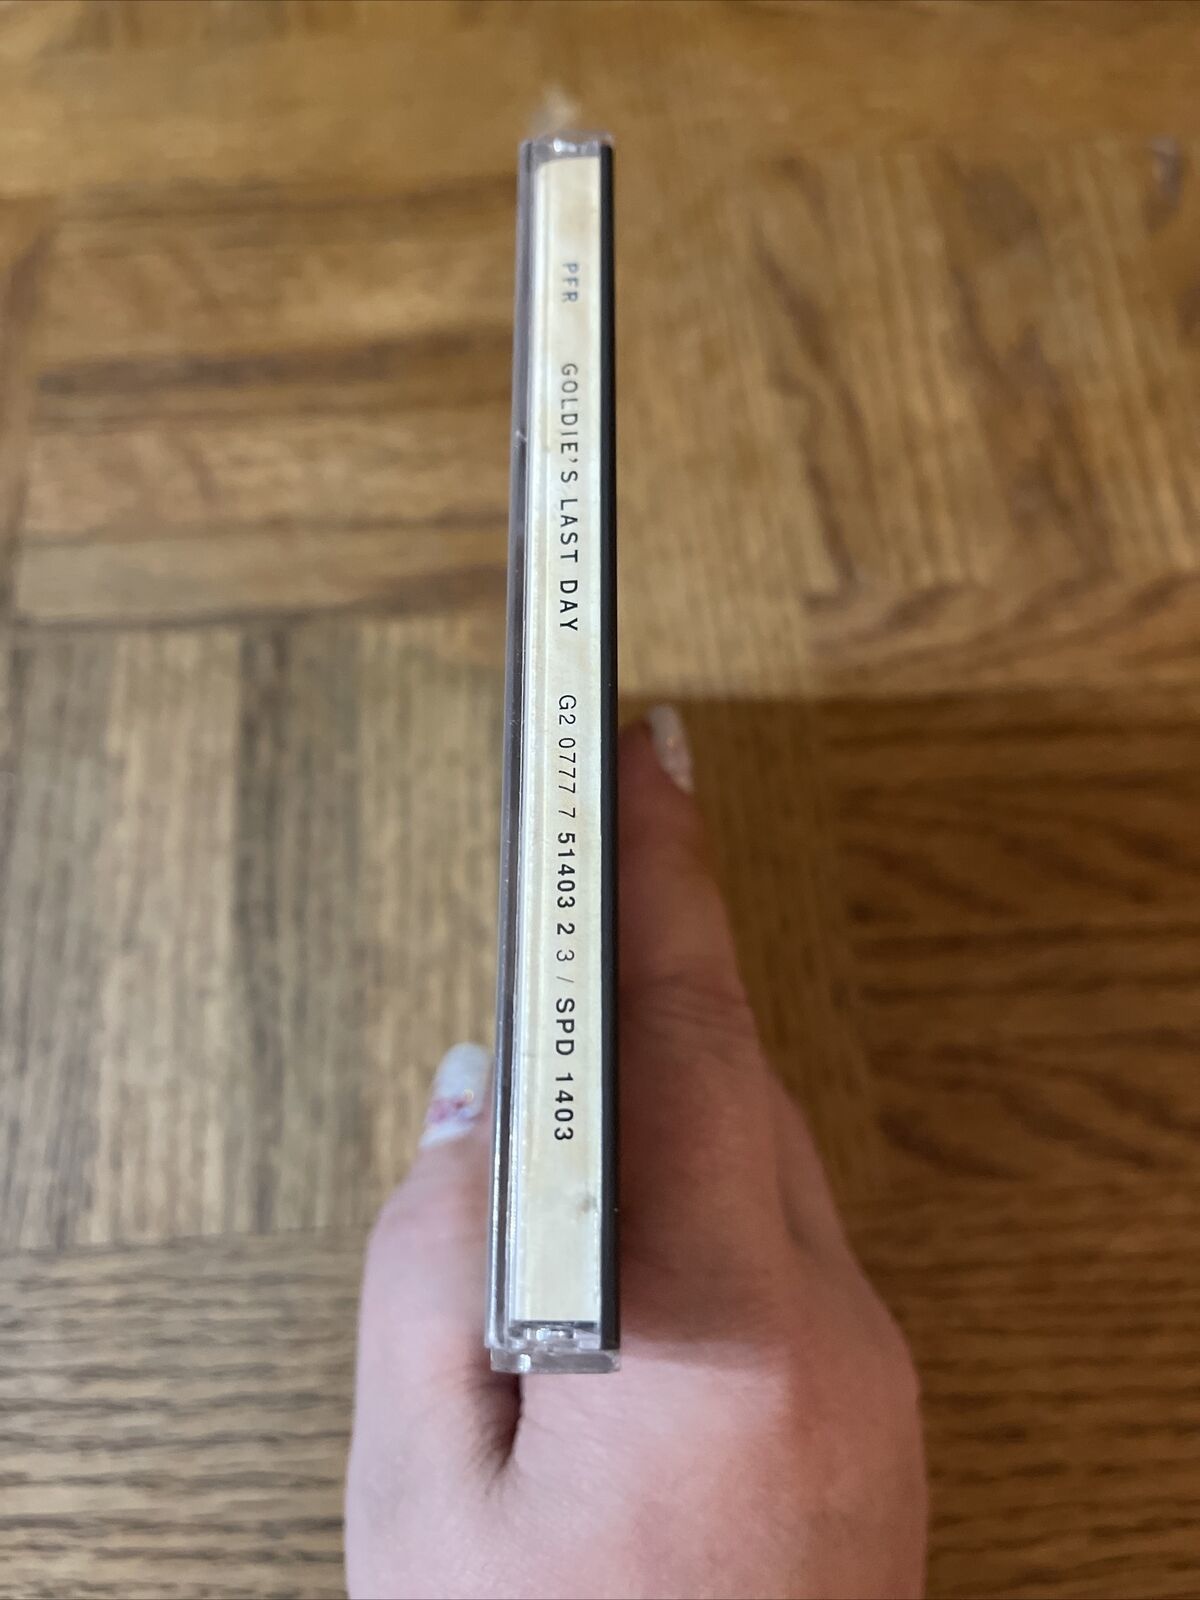 PFR GOLDIE'S LAST DAY G2 0777 7 51403 2 3 / SPD 1403